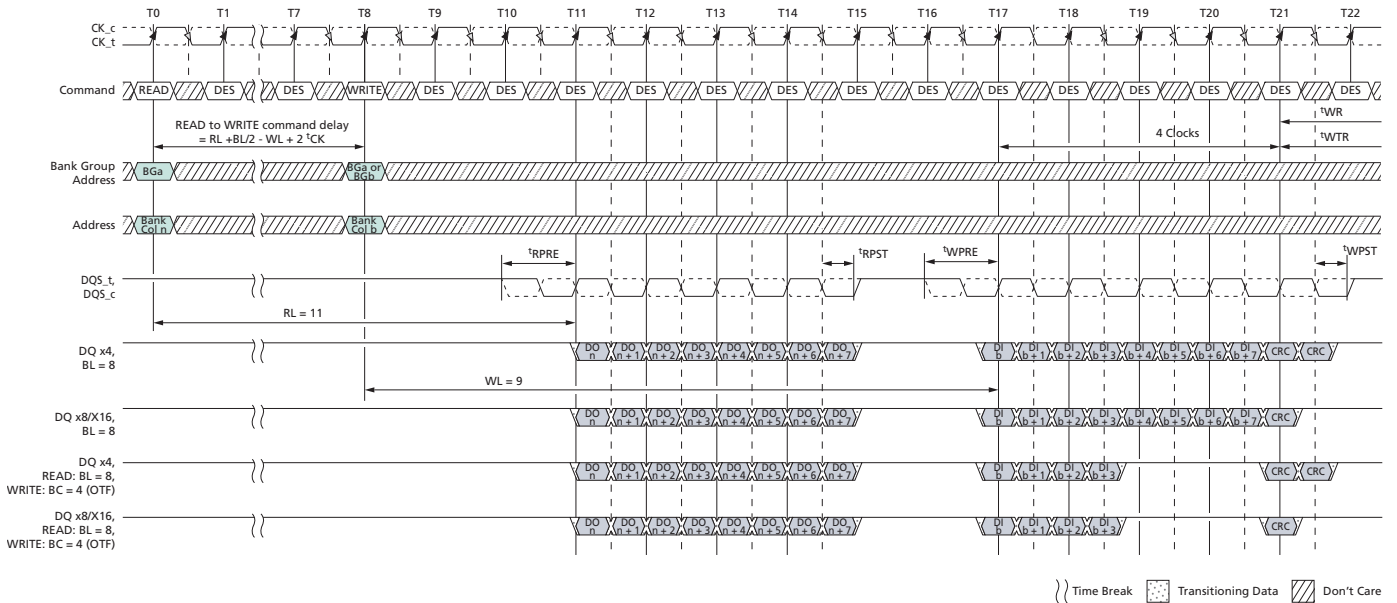 T0 T1 T7 T8 T9 T10 T11 T12 T13 T14 T15 T16 T17 T18 T19 T20 T21 T22
CK_c
CK_t
Command READ DES DES WRITE DES DES DES DES DES DES DES DES DES DES DES DES DES DES
READ to WRITE command delay
= RL +BL/2 - WL + 2 tCK
4 Clocks
tWR
tWTR
Bank Group
Address
BGa
BGa or
BGb
Address
Bank
Col n
Bank
Col b
tRPRE tRPST tWPRE tWPST
DQS_t,
DQS_c
RL = 11
DQ x4,
BL = 8
DO n DO n + 1 DO n + 2 DO n + 3 DO n + 4 DO n + 5 DO n + 6 DO n + 7 DI b DI b + 1 DI b + 2 DI b + 3 DI b + 4 DI b + 5 DI b + 6 DI b + 7 CRC CRC
WL = 9
DQ x8/X16,
BL = 8
DO n DO n + 1 DO n + 2 DO n + 3 DO n + 4 DO n + 5 DO n + 6 DO n + 7 DI b DI b + 1 DI b + 2 DI b + 3 DI b + 4 DI b + 5 DI b + 6 DI b + 7 CRC
DQ x4,
READ: BL = 8,
WRITE: BC = 4 (OTF)
DO n DO n + 1 DO n + 2 DO n + 3 DO n + 4 DO n + 5 DO n + 6 DO n + 7 DI b DI b + 1 DI b + 2 DI b + 3 CRC CRC
DQ x8/X16,
READ: BL = 8,
WRITE: BC = 4 (OTF)
DO n DO n + 1 DO n + 2 DO n + 3 DO n + 4 DO n + 5 DO n + 6 DO n + 7 DI b DI b + 1 DI b + 2 DI b + 3 CRC
Time Break Transitioning Data Don't Care